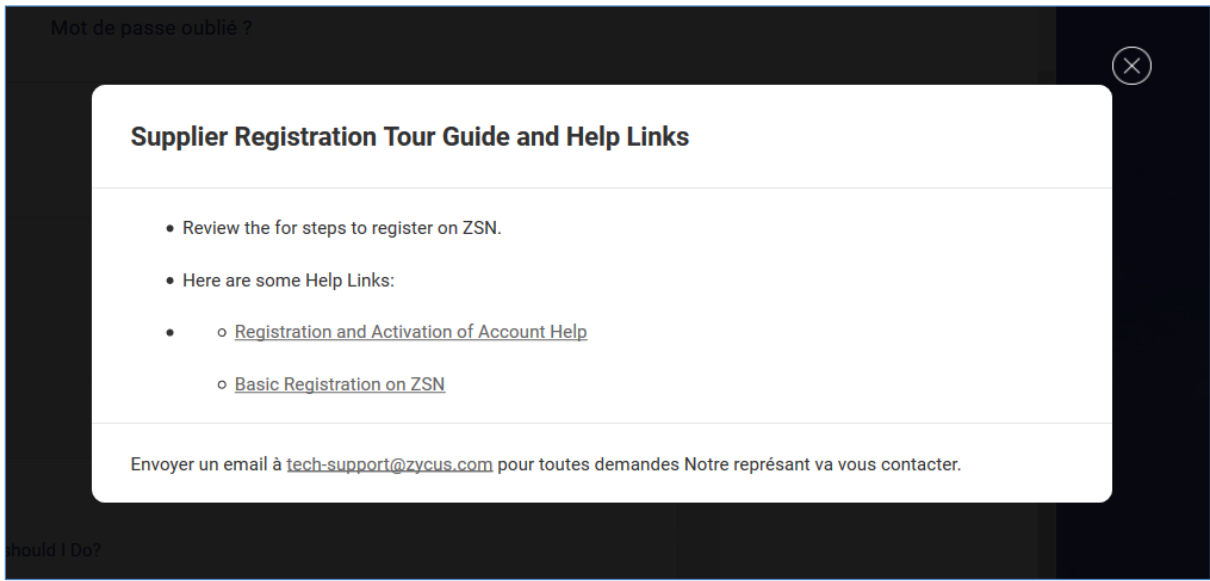 Mot de passe oublié ?
Supplier Registration Tour Guide and Help Links
Review the for steps to register on ZSN.
Here are some Help Links:
Registration and Activation of Account Help
Basic Registration on ZSN
Envoyer un email à tech-support@zycus.com pour toutes demandes Notre représant va vous contacter.
should I Do?